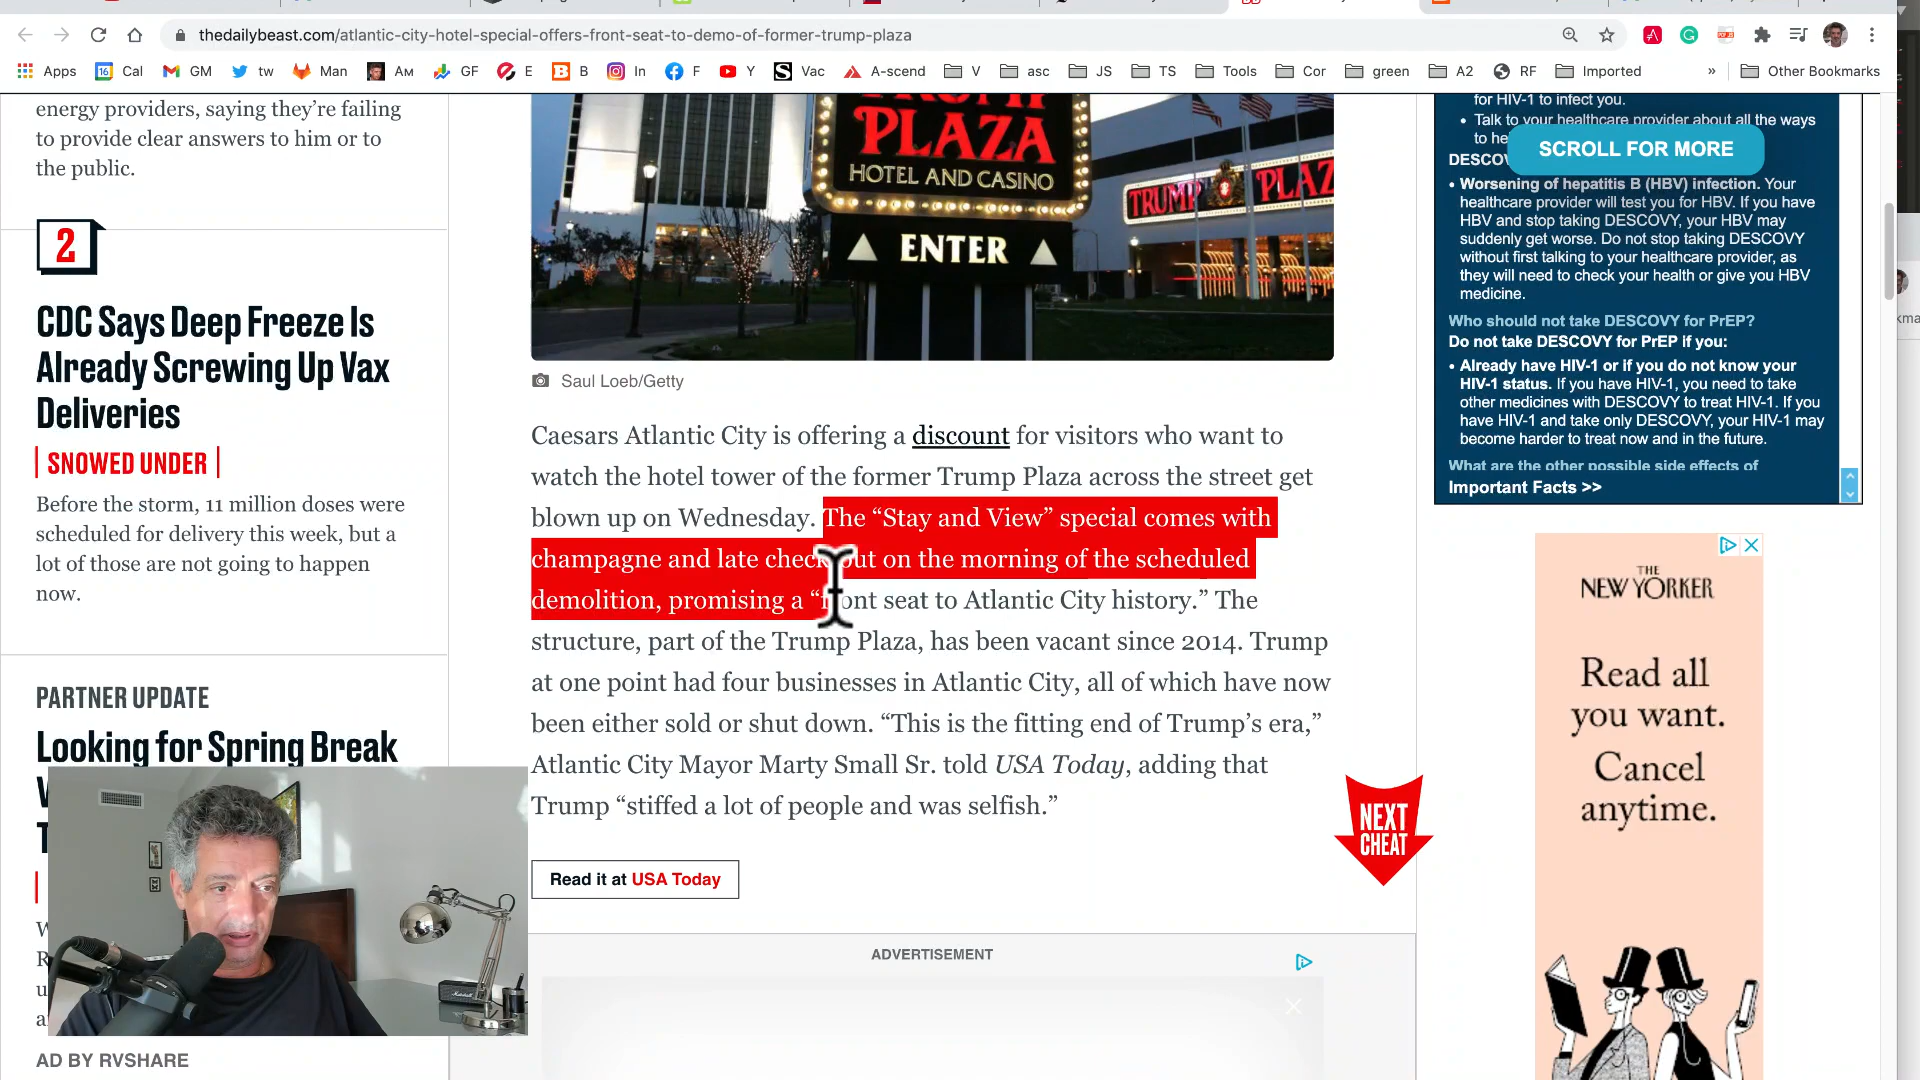 thedailybeast.com/atlantic-city-hotel-special-offers-front-seat-to-demo-of-former-trump-plaza
Apps
16 Cal
GM
tw
Man
Aм
GF
E
B
In
F
Y
Vac
A-scend
V
asc
JS
TS
Tools
Cor
green
A2
RF
Imported
»
Other Bookmarks
energy providers, saying they’re failing
to provide clear answers to him or to
the public.
2
CDC Says Deep Freeze Is
Already Screwing Up Vax
Deliveries
SNOWED UNDER
Before the storm, 11 million doses were
scheduled for delivery this week, but a
lot of those are not going to happen
now.
PARTNER UPDATE
Looking for Spring Break
AD BY RVSHARE
TRUMP
PLAZA
HOTEL AND CASINO
ENTER
TRUMP PLAZ
Saul Loeb/Getty
Caesars Atlantic City is offering a discount for visitors who want to
watch the hotel tower of the former Trump Plaza across the street get
blown up on Wednesday. The “Stay and View” special comes with
champagne and late check out on the morning of the scheduled
demolition, promising a “front seat to Atlantic City history.” The
structure, part of the Trump Plaza, has been vacant since 2014. Trump
at one point had four businesses in Atlantic City, all of which have now
been either sold or shut down. “This is the fitting end of Trump’s era,”
Atlantic City Mayor Marty Small Sr. told USA Today, adding that
Trump “stiffed a lot of people and was selfish.”
Read it at USA Today
NEXT
CHEAT
ADVERTISEMENT
for HIV-1 to infect you.
• Talk to your healthcare provider about all the ways
to he
SCROLL FOR MORE
DESCOV
• Worsening of hepatitis B (HBV) infection. Your
healthcare provider will test you for HBV. If you have
HBV and stop taking DESCOVY, your HBV may
suddenly get worse. Do not stop taking DESCOVY
without first talking to your healthcare provider, as
they will need to check your health or give you HBV
medicine.
Who should not take DESCOVY for PrEP?
Do not take DESCOVY for PrEP if you:
• Already have HIV-1 or if you do not know your
HIV-1 status. If you have HIV-1, you need to take
other medicines with DESCOVY to treat HIV-1. If you
have HIV-1 and take only DESCOVY, your HIV-1 may
become harder to treat now and in the future.
What are the other possible side effects of
Important Facts >>
THE
NEW YORKER
Read all
you want.
Cancel
anytime.